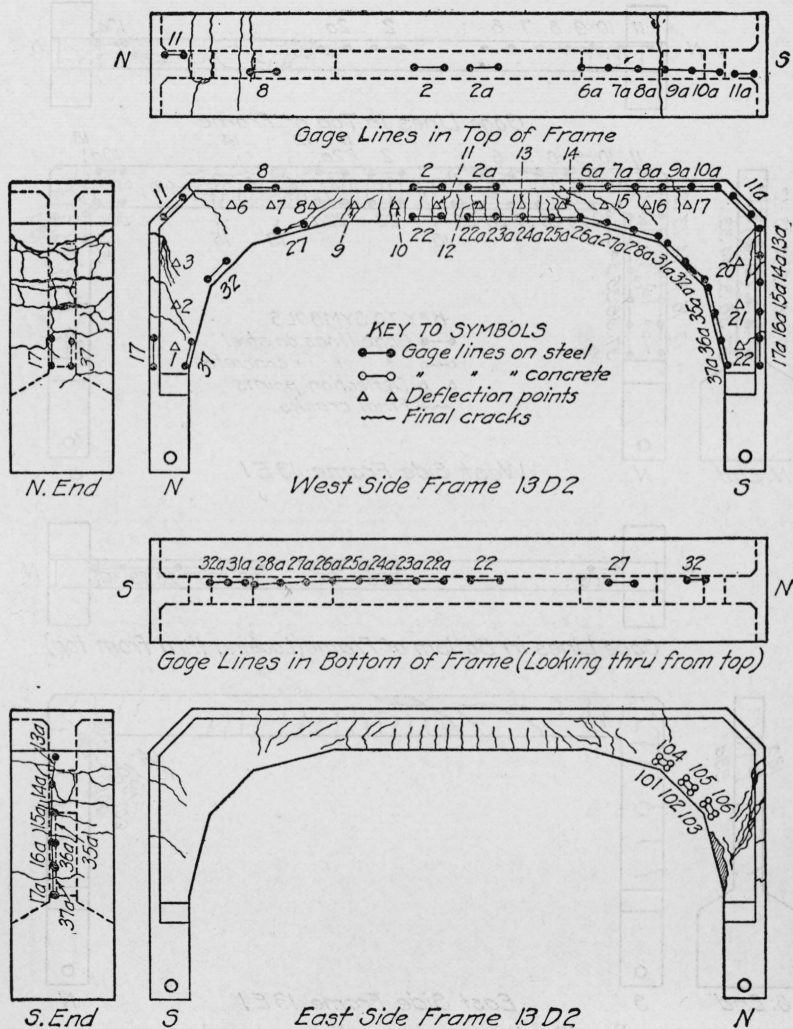 N
S
11
8
2
2a
6a 7a 8a 9a 10a 11a
Gage Lines in Top of Frame
11
8
2
11
2a
13
14
6a 7a 8a 9a 10a
11a
6
7
8
15
16
17
9
10
12
27
22
22a 23a 24a 25a 26a 27a 28a 31a 32a 35a 36a 37a
3
2
1
32
37
17
20
21
22
13a
14a
15a
16a
17a
17
37
KEY TO SYMBOLS
Gage lines on steel
" " " concrete
Deflection points
Final cracks
N. End
N
West Side Frame 13D2
S
32a 31a 28a 27a 26a 25a 24a 23a 22a 22 27 32
S
N
Gage Lines in Bottom of Frame (Looking thru from top)
13a
14a
15a
16a
17a
36a
35a
37a
104
105
106
101
102
103
S. End
S
East Side Frame 13D2
N